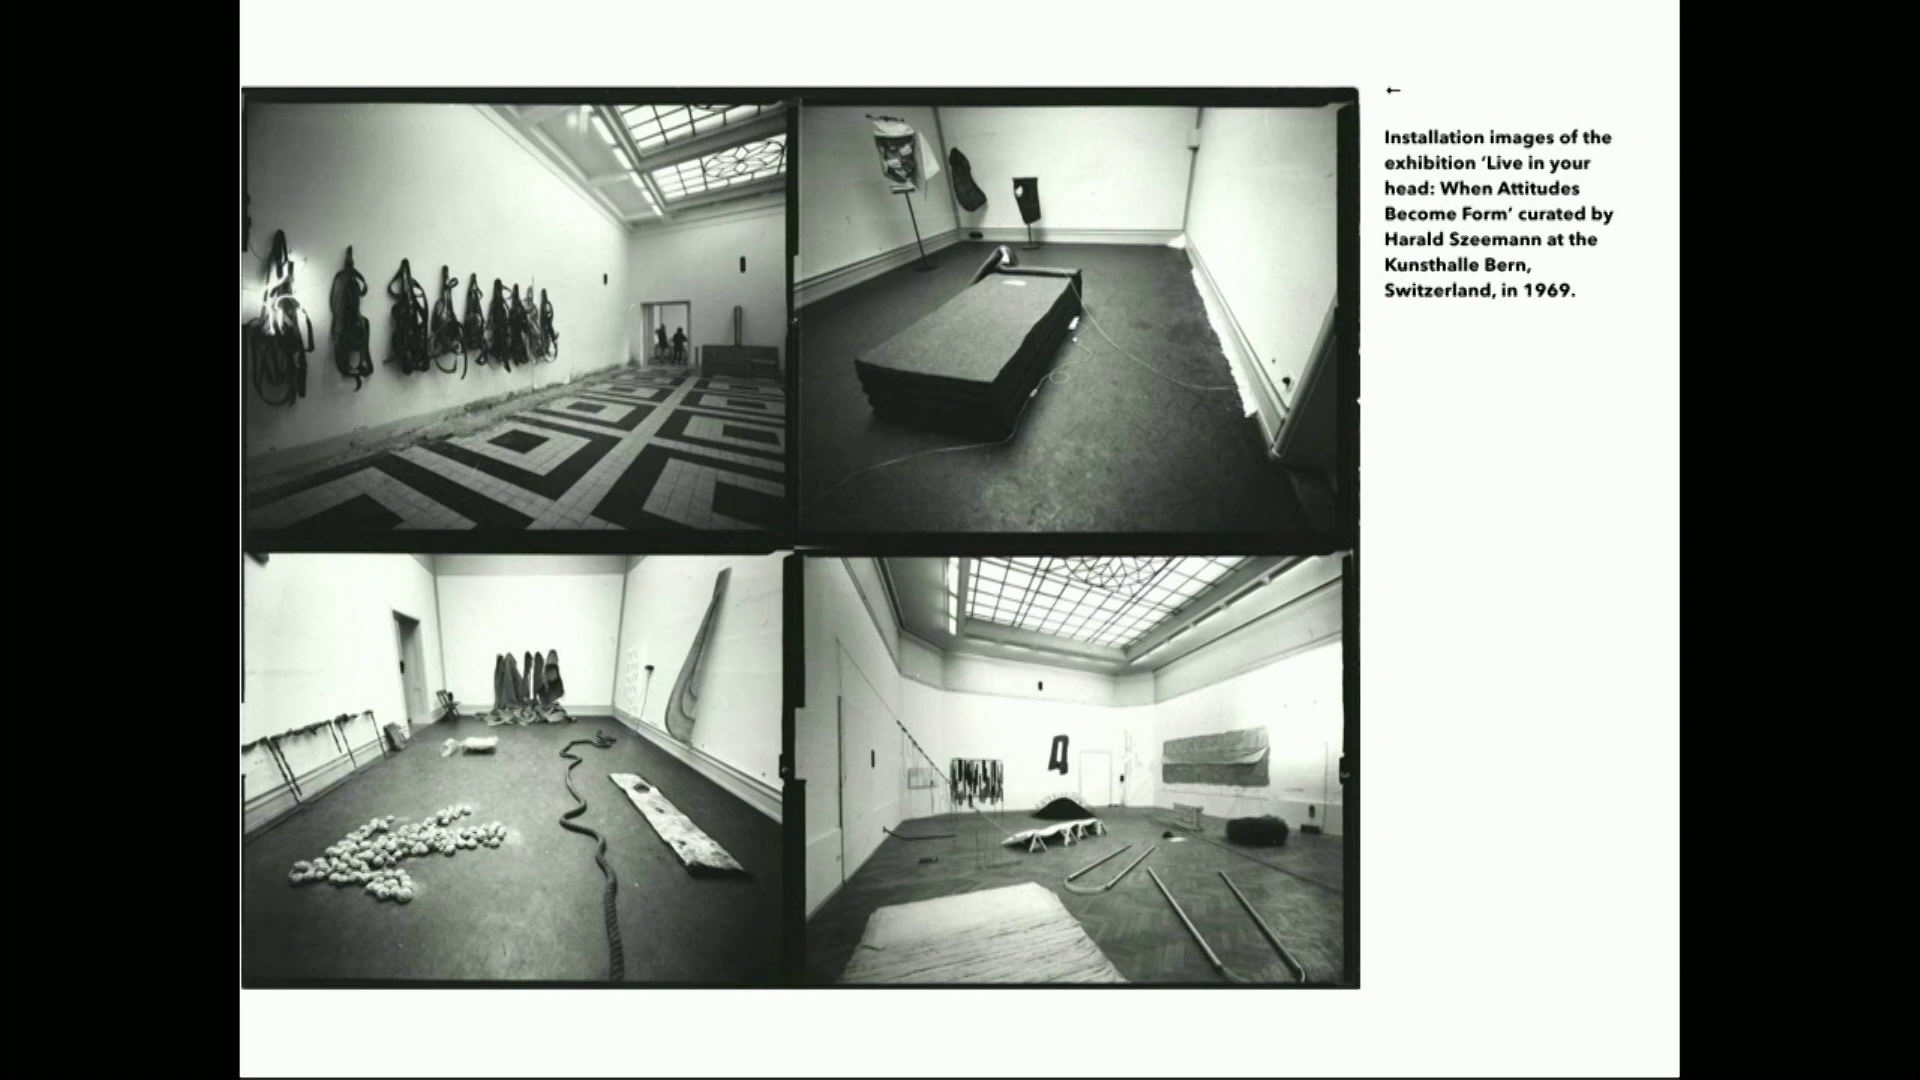 ←
Installation images of the
exhibition ‘Live in your
head: When Attitudes
Become Form’ curated by
Harald Szeemann at the
Kunsthalle Bern,
Switzerland, in 1969.